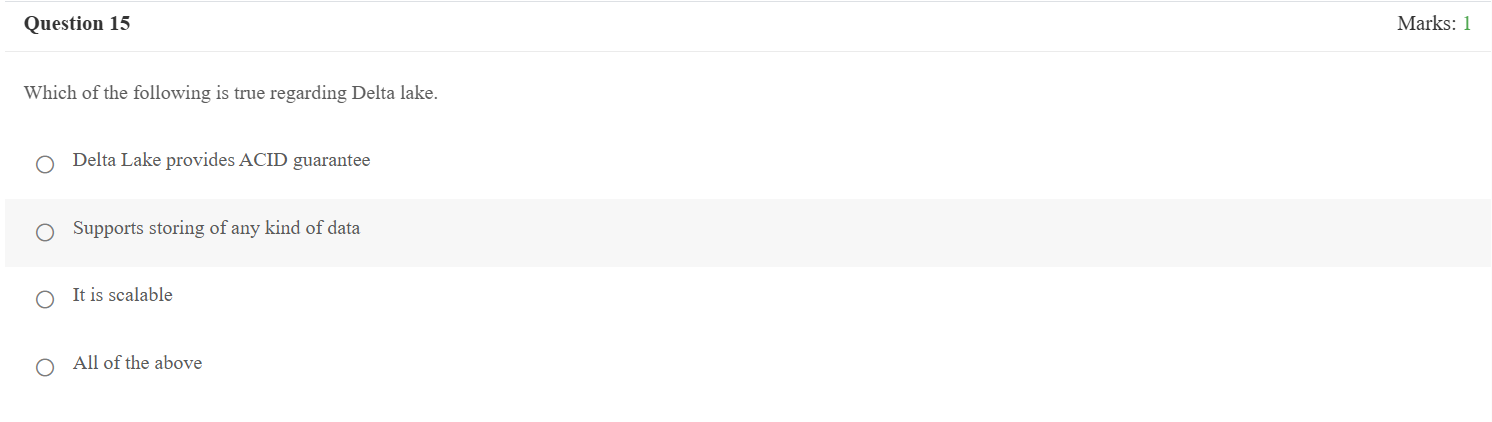 Question 15
Marks: 1
Which of the following is true regarding Delta lake.
Delta Lake provides ACID guarantee
Supports storing of any kind of data
It is scalable
All of the above